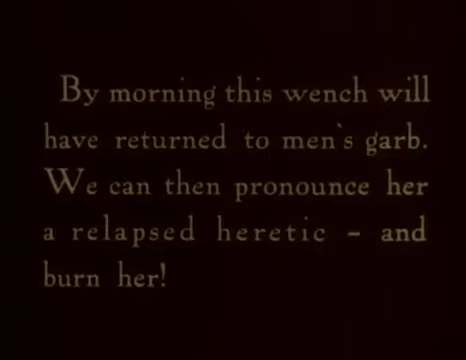 By morning this wench will
have returned to men's garb.
We can then pronounce her
a relapsed heretic – and
burn her!